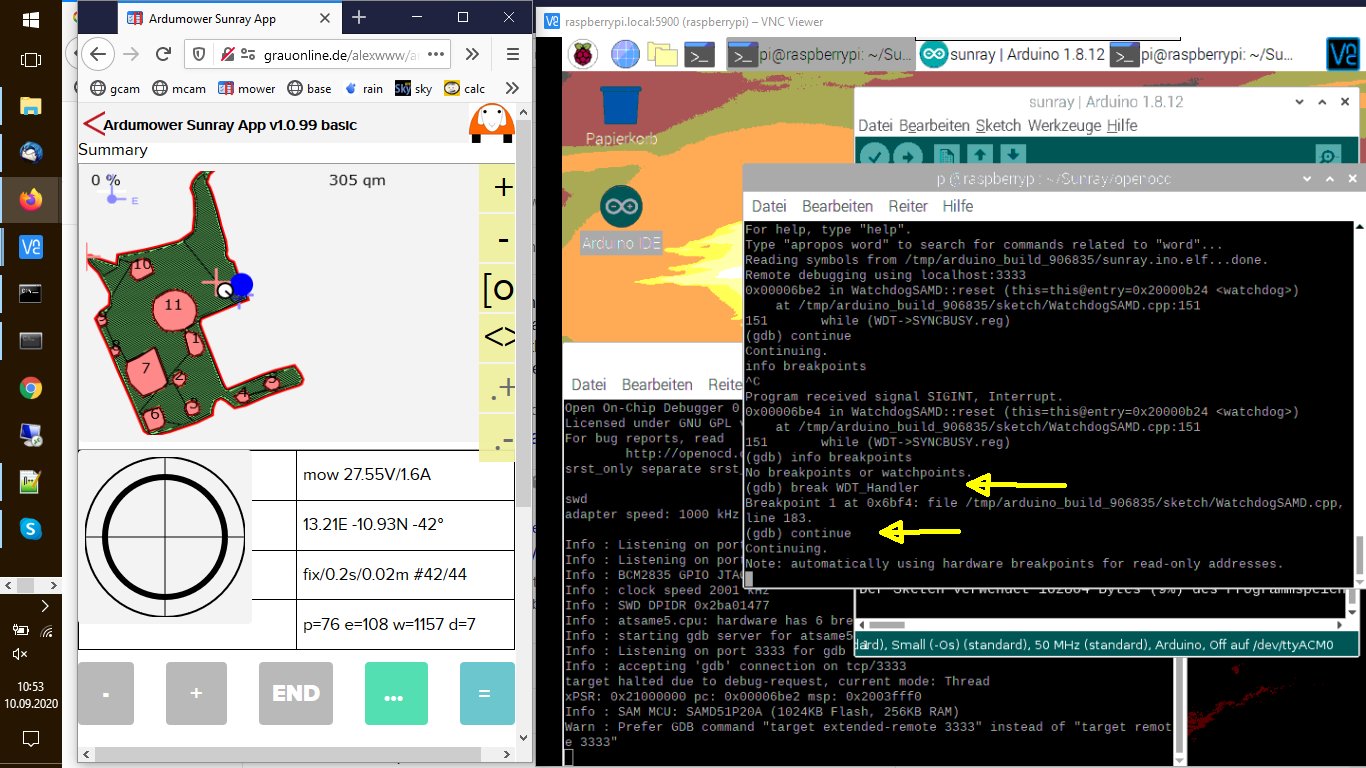 Ardumower Sunray App
grauonline.de/alexwww/a
gcam mcam mower base rain sky calc
Ardumower Sunray App v1.0.99 basic
Summary
0 %
305 qm
E
10
11
1
7
2
6
+
-
[o
<>
.+
.-
mow 27.55V/1.6A
13.21E -10.93N -42°
fix/0.2s/0.02m #42/44
p=76 e=108 w=1157 d=7
- + END ... =
10:53
10.09.2020
raspberrypi.local:5900 (raspberrypi) – VNC Viewer
pi@raspberrypi: ~/Su...
sunray | Arduino 1.8.12
pi@raspberrypi: ~/Su...
Papierkorb
Arduino IDE
sunray | Arduino 1.8.12
Datei Bearbeiten Sketch Werkzeuge Hilfe
pi@raspberrypi: ~/Sunray/openocd
Datei Bearbeiten Reiter Hilfe
For help, type "help".
Type "apropos word" to search for commands related to "word"...
Reading symbols from /tmp/arduino_build_906835/sunray.ino.elf...done.
Remote debugging using localhost:3333
0x00006be2 in WatchdogSAMD::reset (this=this@entry=0x20000b24 <watchdog>)
at /tmp/arduino_build_906835/sketch/WatchdogSAMD.cpp:151
151 while (WDT->SYNCBUSY.reg)
(gdb) continue
Continuing.
info breakpoints
^C
Program received signal SIGINT, Interrupt.
0x00006be4 in WatchdogSAMD::reset (this=this@entry=0x20000b24 <watchdog>)
at /tmp/arduino_build_906835/sketch/WatchdogSAMD.cpp:151
151 while (WDT->SYNCBUSY.reg)
(gdb) info breakpoints
No breakpoints or watchpoints.
(gdb) break WDT_Handler
Breakpoint 1 at 0x6bf4: file /tmp/arduino_build_906835/sketch/WatchdogSAMD.cpp,
line 183.
(gdb) continue
Continuing.
Note: automatically using hardware breakpoints for read-only addresses.
Datei Bearbeiten Reite
Open On-Chip Debugger 0
Licensed under GNU GPL v
For bug reports, read
http://openocd.
srst_only separate srst_
swd
adapter speed: 1000 kHz
Info : Listening on port
Info : Listening on port
Info : BCM2835 GPIO JTAG
Info : clock speed 2001 kHz
Info : SWD DPIDR 0x2ba01477
Info : atsame5.cpu: hardware has 6 bre
Info : starting gdb server for atsame5
Info : Listening on port 3333 for gdb
Info : accepting 'gdb' connection on tcp/3333
target halted due to debug-request, current mode: Thread
xPSR: 0x21000000 pc: 0x00006be2 msp: 0x2003fff0
Info : SAM MCU: SAMD51P20A (1024KB Flash, 256KB RAM)
Warn : Prefer GDB command "target extended-remote 3333" instead of "target remot
e 3333"
Der Sketch verwendet 102804 Bytes (9%) des Programmspeich
dard), Small (-Os) (standard), 50 MHz (standard), Arduino, Off auf /dev/ttyACM0